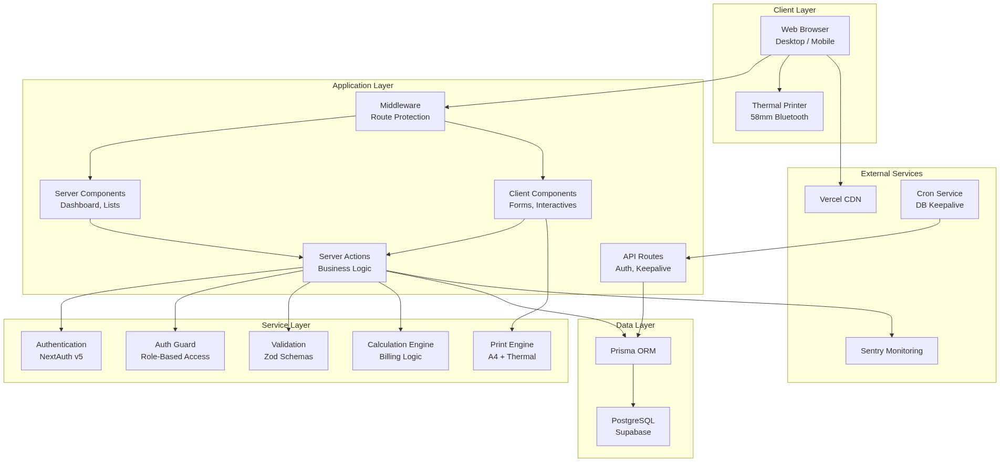 Client Layer
Web Browser
Desktop / Mobile
Thermal Printer
58mm Bluetooth
Application Layer
Middleware
Route Protection
Server Components
Dashboard, Lists
Client Components
Forms, Interactives
Server Actions
Business Logic
API Routes
Auth, Keepalive
External Services
Vercel CDN
Cron Service
DB Keepalive
Sentry Monitoring
Service Layer
Authentication
NextAuth v5
Auth Guard
Role-Based Access
Validation
Zod Schemas
Calculation Engine
Billing Logic
Print Engine
A4 + Thermal
Data Layer
Prisma ORM
PostgreSQL
Supabase